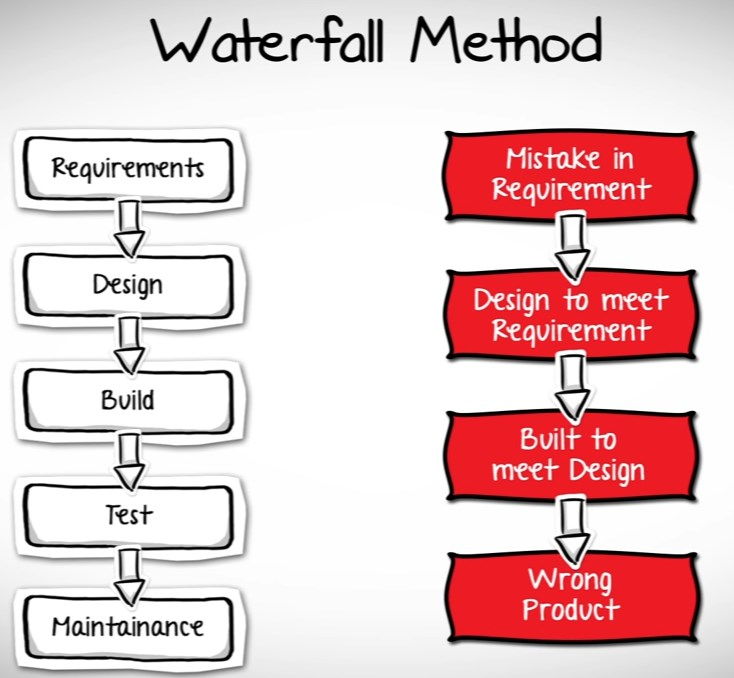 Waterfall Method
Requirements
Design
Build
Test
Maintainance
Mistake in
Requirement
Design to meet
Requirement
Built to
meet Design
Wrong
Product